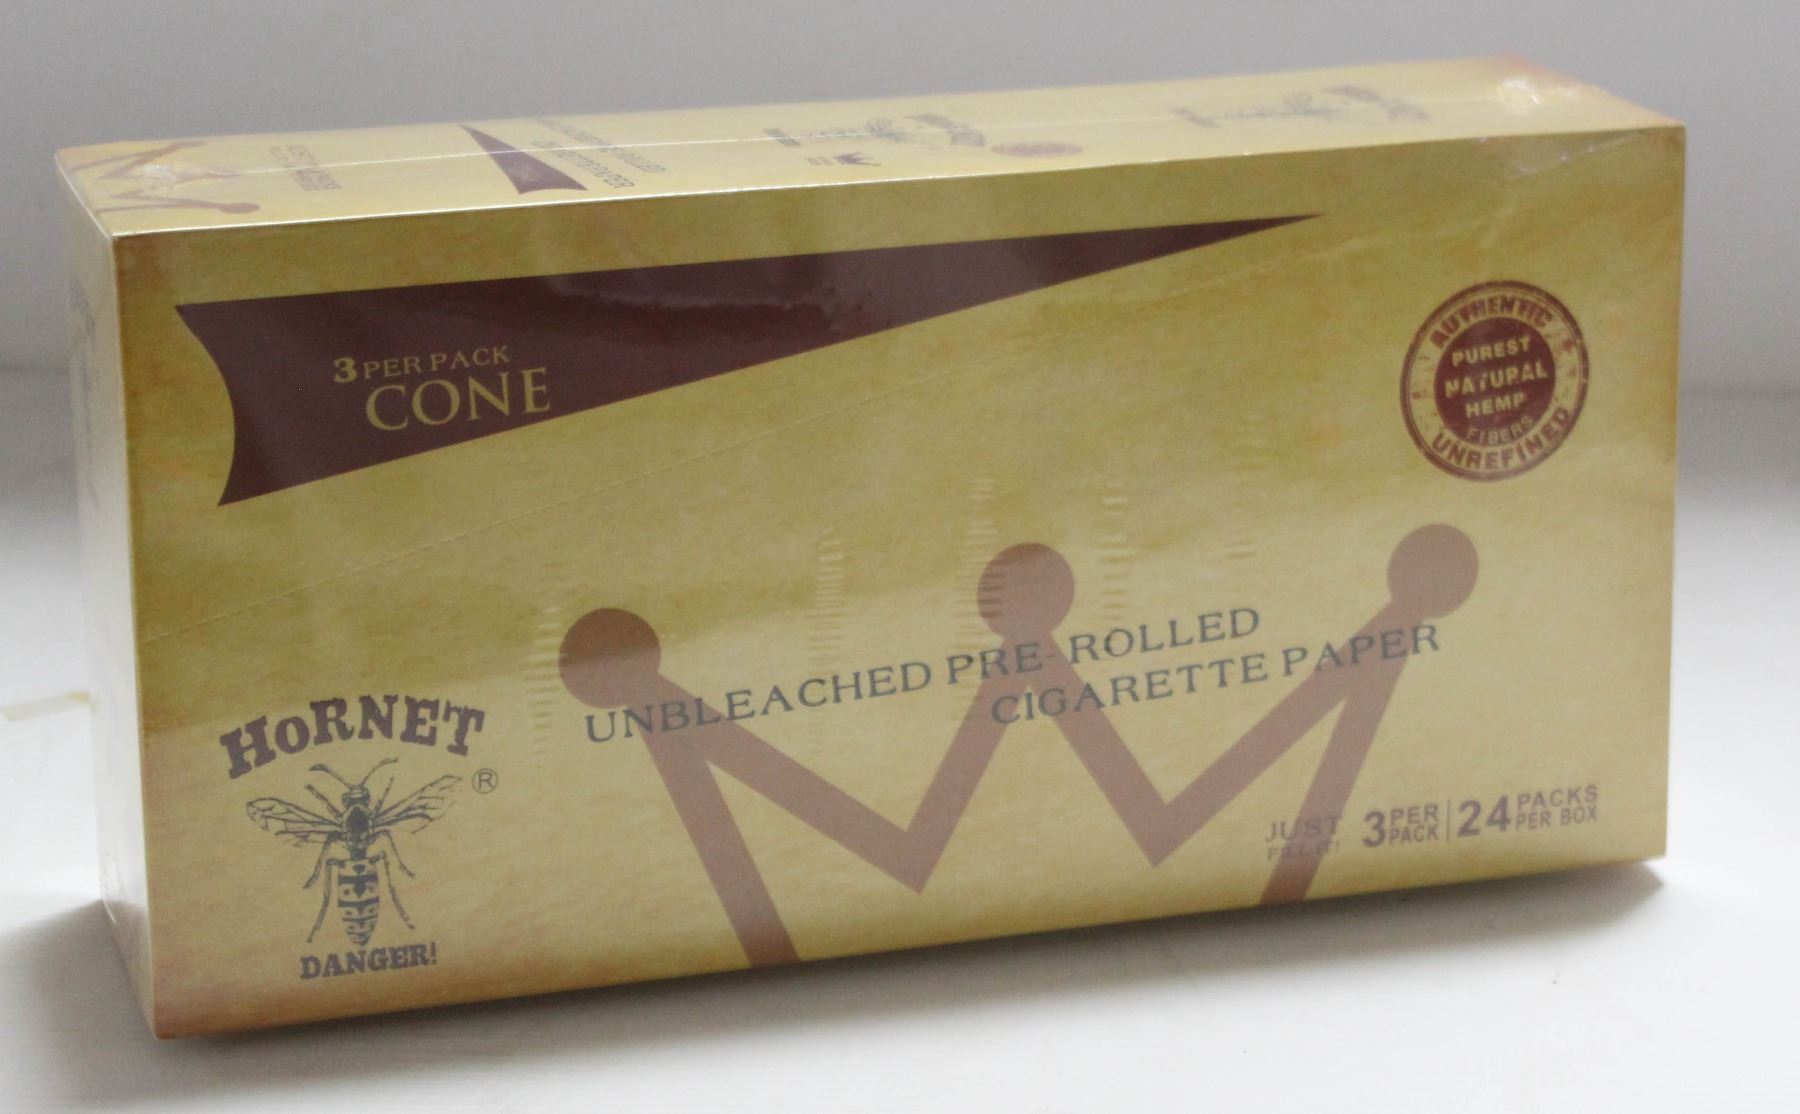 3 PER PACK
CONE
AUTHENTIC
PUREST
NATURAL
HEMP
FIBERS
UNREFINED
UNBLEACHED PRE-ROLLED
CIGARETTE PAPER
HoRNET
®
DANGER!
JUST
FILL IT!
3 PER
PACK
24 PACKS
PER BOX